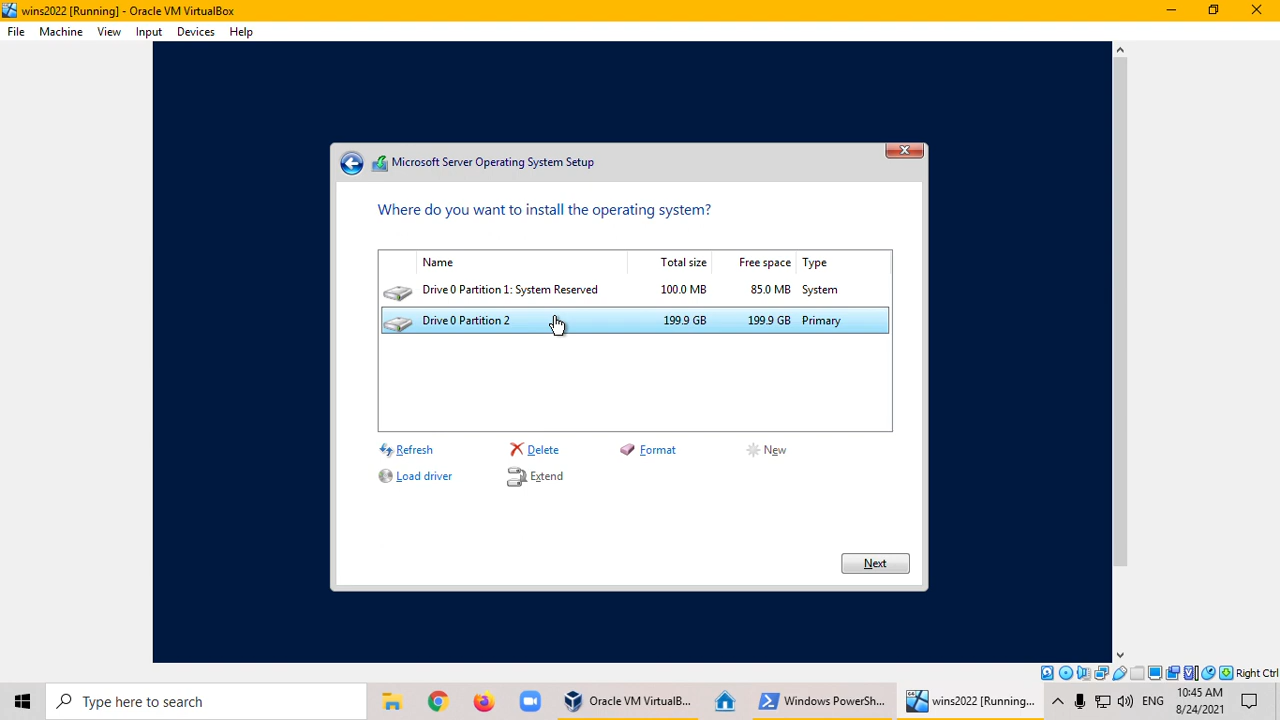 wins2022 [Running] - Oracle VM VirtualBox
File Machine View Input Devices Help
Microsoft Server Operating System Setup
Where do you want to install the operating system?
Name Total size Free space Type
Drive 0 Partition 1: System Reserved 100.0 MB 85.0 MB System
Drive 0 Partition 2 199.9 GB 199.9 GB Primary
Refresh Delete Format New
Load driver Extend
Next
Right Ctrl
Type here to search
Oracle VM VirtualB...
Windows PowerSh...
wins2022 [Running...
ENG
10:45 AM
8/24/2021